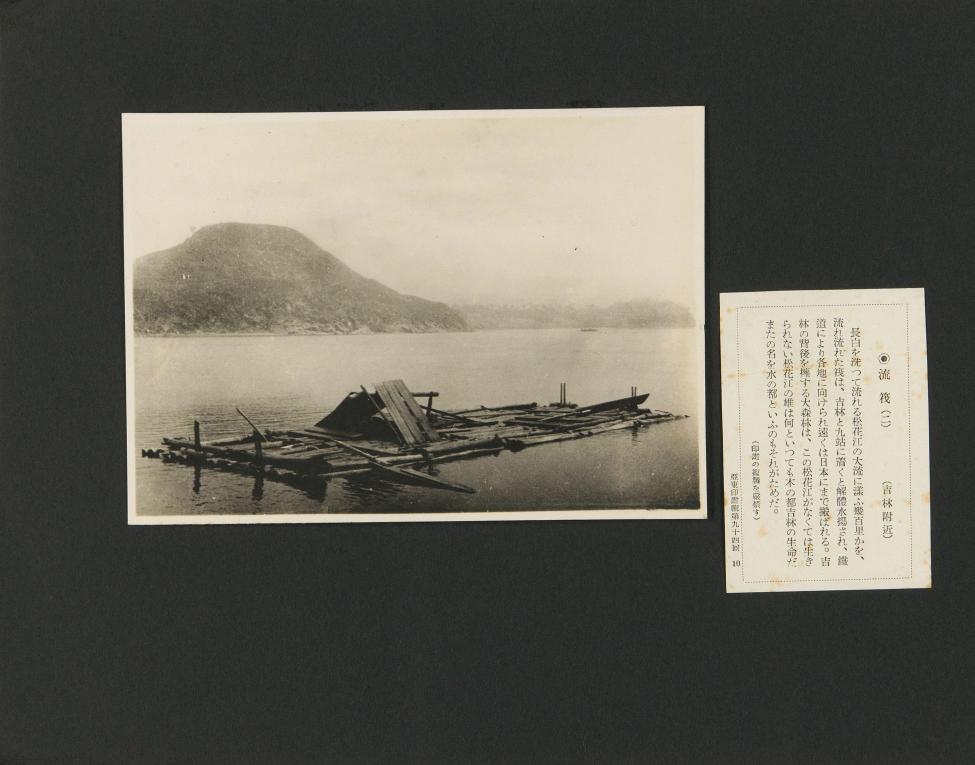 ◉流筏(二) (吉林附近)
長白を洗つて流れる松花江の大流に漾ふ幾百里かを、
流れ流れた筏は、吉林と九站に着くと解體水揚され、鐵
道により各地に向けられ遠くは日本にまで搬ばれる。吉
林の背後を擁する大森林は、この松花江がなくては生き
られない松花江の雄は何といつても木の都吉林の生命だ
またの名を水の都といふのもそれがためだ。
(印畫の複製を嚴禁す)
亞東印畫輯第九十四回 10